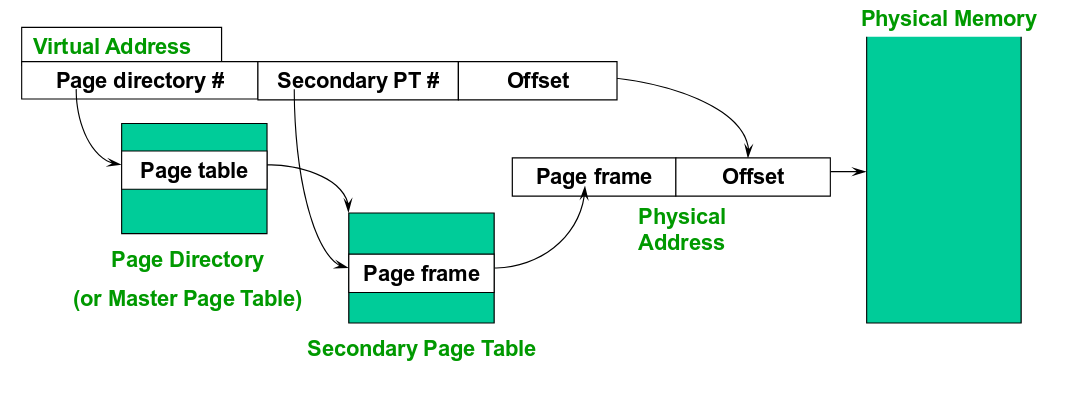 Physical Memory
Virtual Address
Page directory #
Secondary PT #
Offset
Page table
Page frame
Offset
Physical
Address
Page Directory
(or Master Page Table)
Page frame
Secondary Page Table